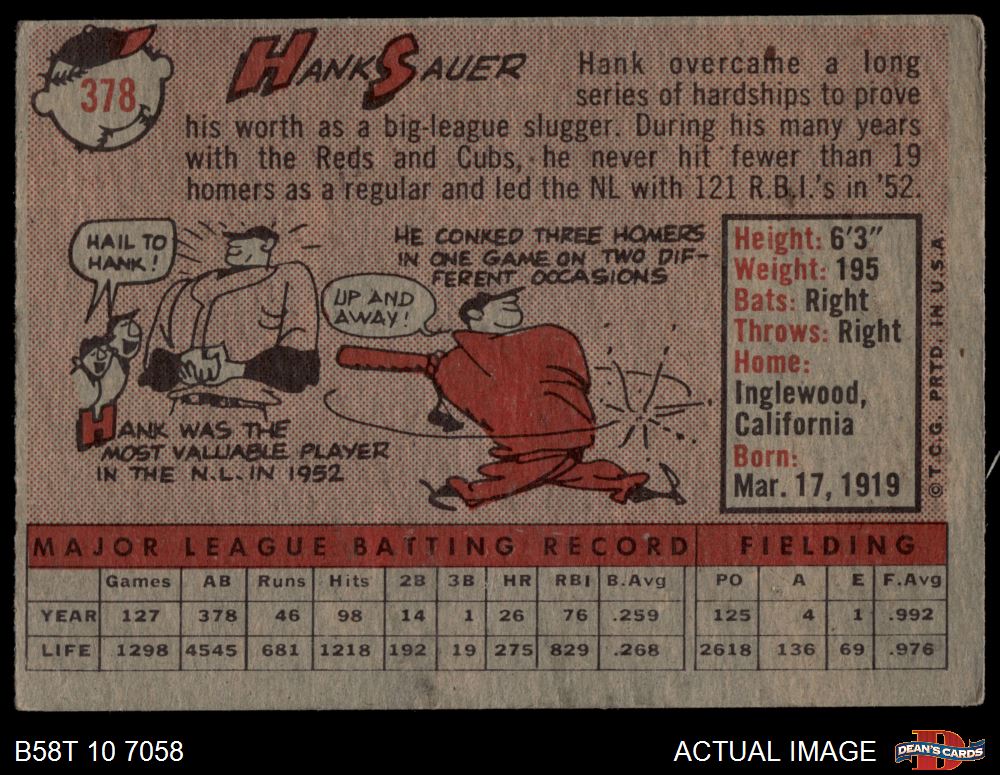 378
HANK SAUER
Hank overcame a long
series of hardships to prove
his worth as a big-league slugger. During his many years
with the Reds and Cubs, he never hit fewer than 19
homers as a regular and led the NL with 121 R.B.I.'s in '52.
HAIL TO
HANK!
HANK WAS THE
MOST VALUABLE PLAYER
IN THE N.L. IN 1952
HE CONKED THREE HOMERS
IN ONE GAME ON TWO DIF-
FERENT OCCASIONS
UP AND
AWAY!
Height: 6'3"
Weight: 195
Bats: Right
Throws: Right
Home:
Inglewood,
California
Born:
Mar. 17, 1919
© T.C.G. PRTD. IN U.S.A.
MAJOR LEAGUE BATTING RECORD FIELDING
Games AB Runs Hits 2B 3B HR RBI B.Avg PO A E F.Avg
YEAR 127 378 46 98 14 1 26 76 .259 125 4 1 .992
LIFE 1298 4545 681 1218 192 19 275 829 .268 2618 136 69 .976
B58T 10 7058
ACTUAL IMAGE
D
DEAN'S CARDS